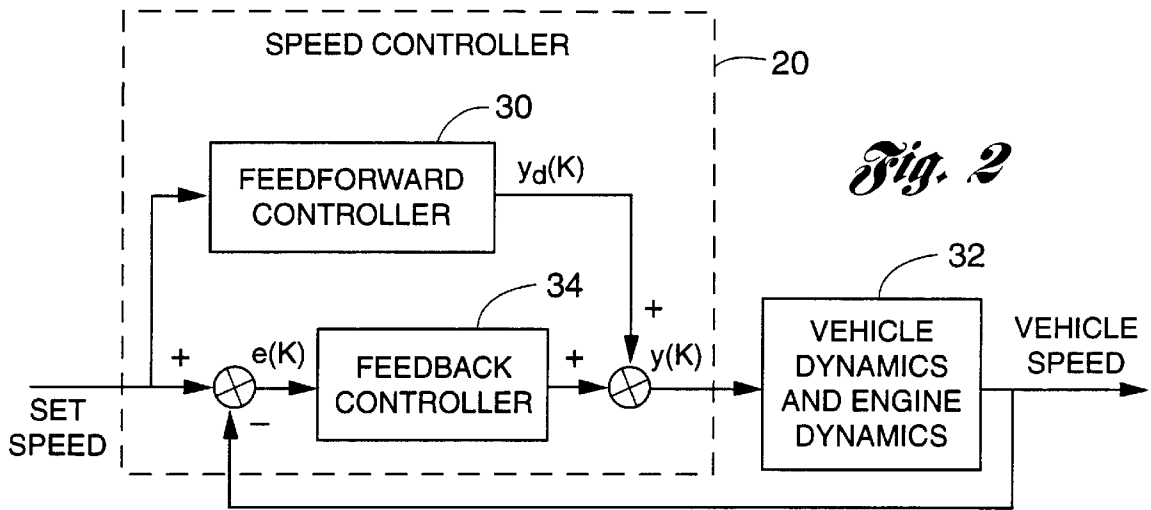 SPEED CONTROLLER
20
30
FEEDFORWARD
CONTROLLER
y_d(K)
Fig. 2
34
32
+
+
e(K)
FEEDBACK
CONTROLLER
+
y(K)
VEHICLE
DYNAMICS
AND ENGINE
DYNAMICS
VEHICLE
SPEED
SET
SPEED
−